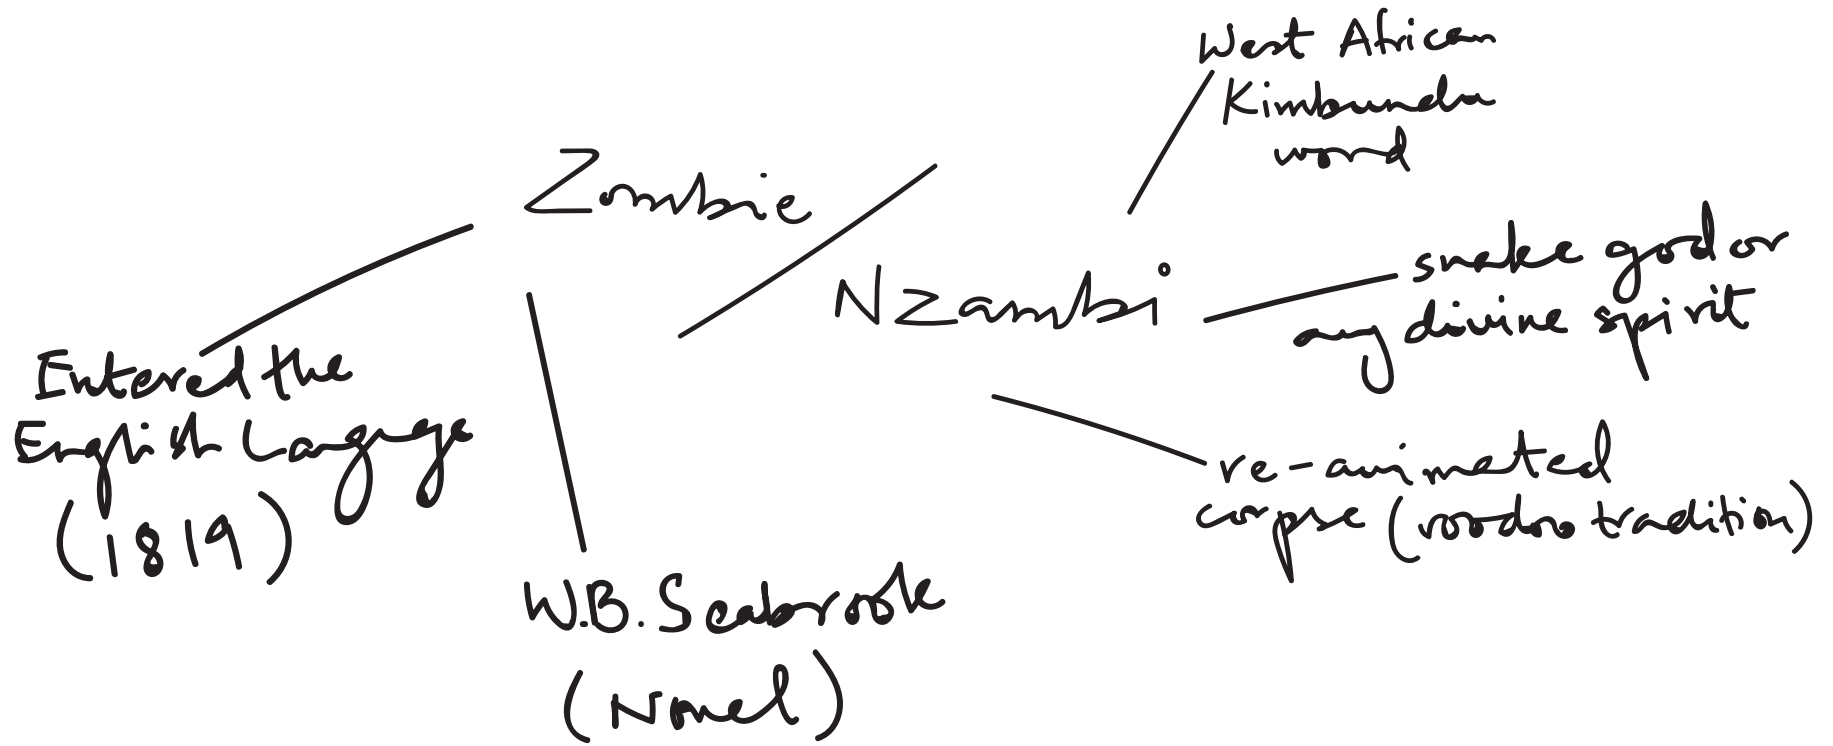 West African
Kimbundu
word
Zombie
Nzambi
snake god or
any divine spirit
Entered the
English Languge
(1819)
re-animated
corpse (voodoo tradition)
W.B. Seabrook
(Novel)